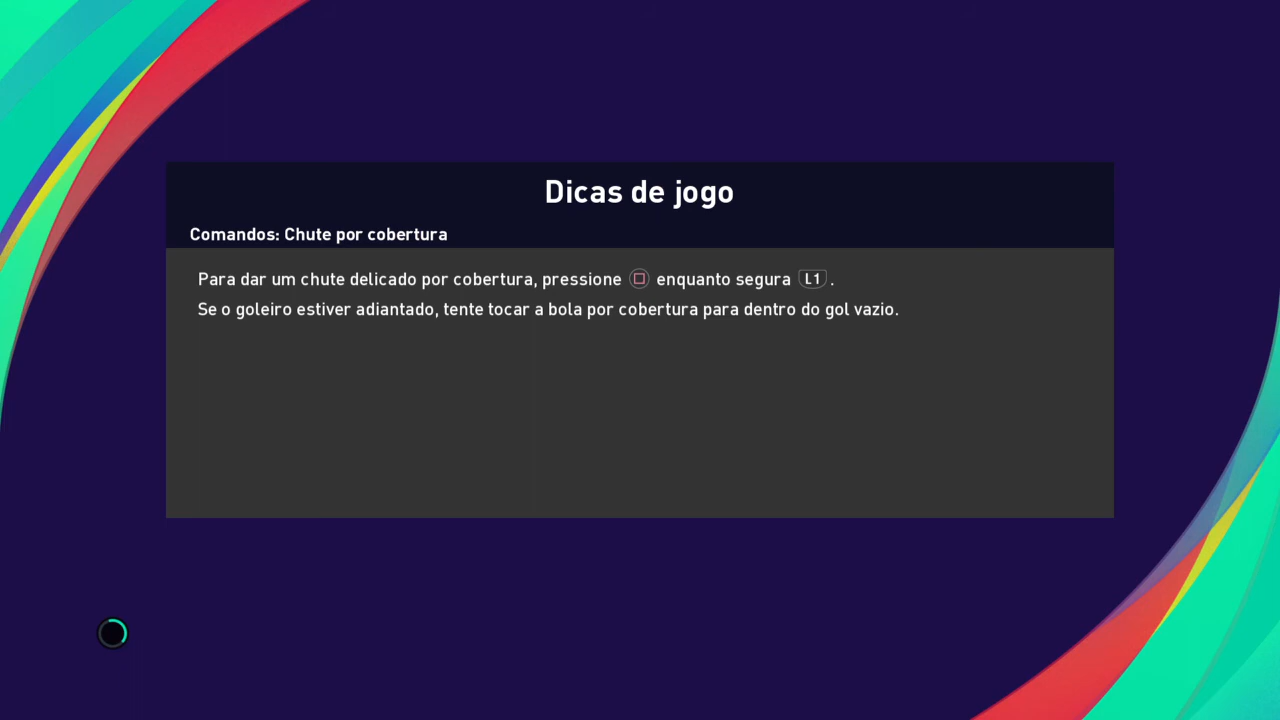 Dicas de jogo
Comandos: Chute por cobertura
Para dar um chute delicado por cobertura, pressione enquanto segura L1.
Se o goleiro estiver adiantado, tente tocar a bola por cobertura para dentro do gol vazio.